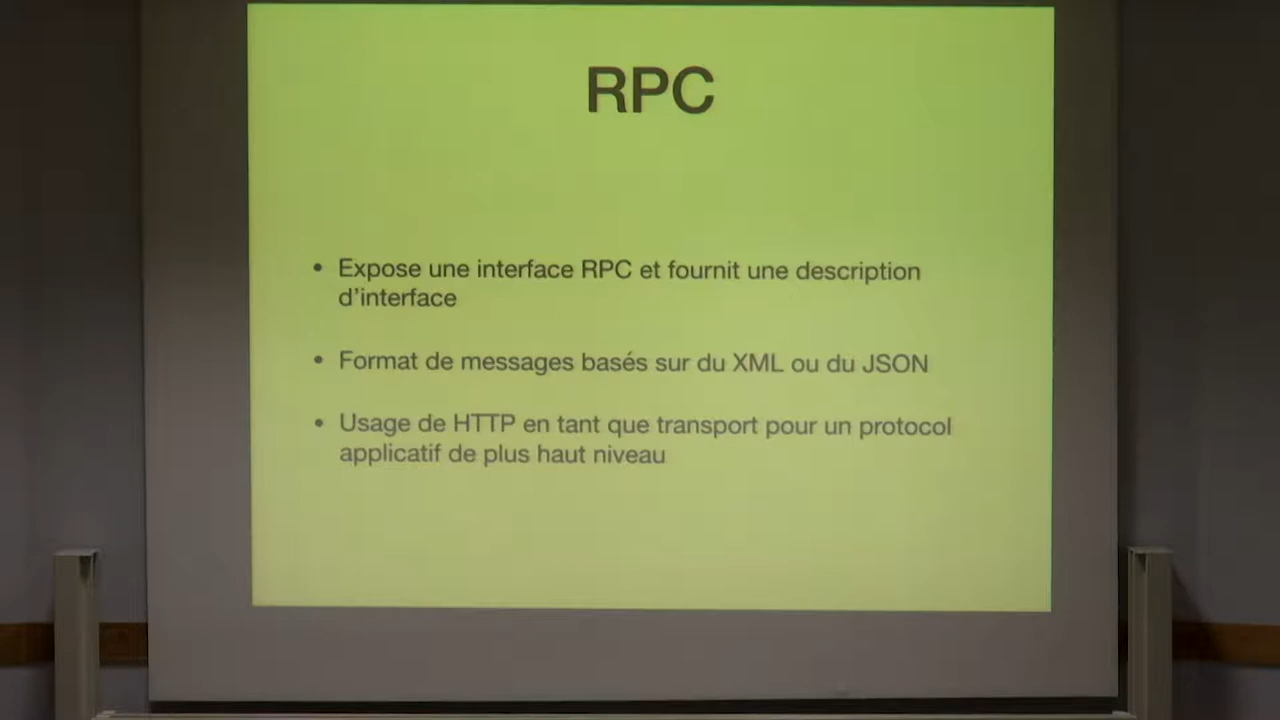 RPC
• Expose une interface RPC et fournit une description
d'interface
• Format de messages basés sur du XML ou du JSON
• Usage de HTTP en tant que transport pour un protocol
applicatif de plus haut niveau